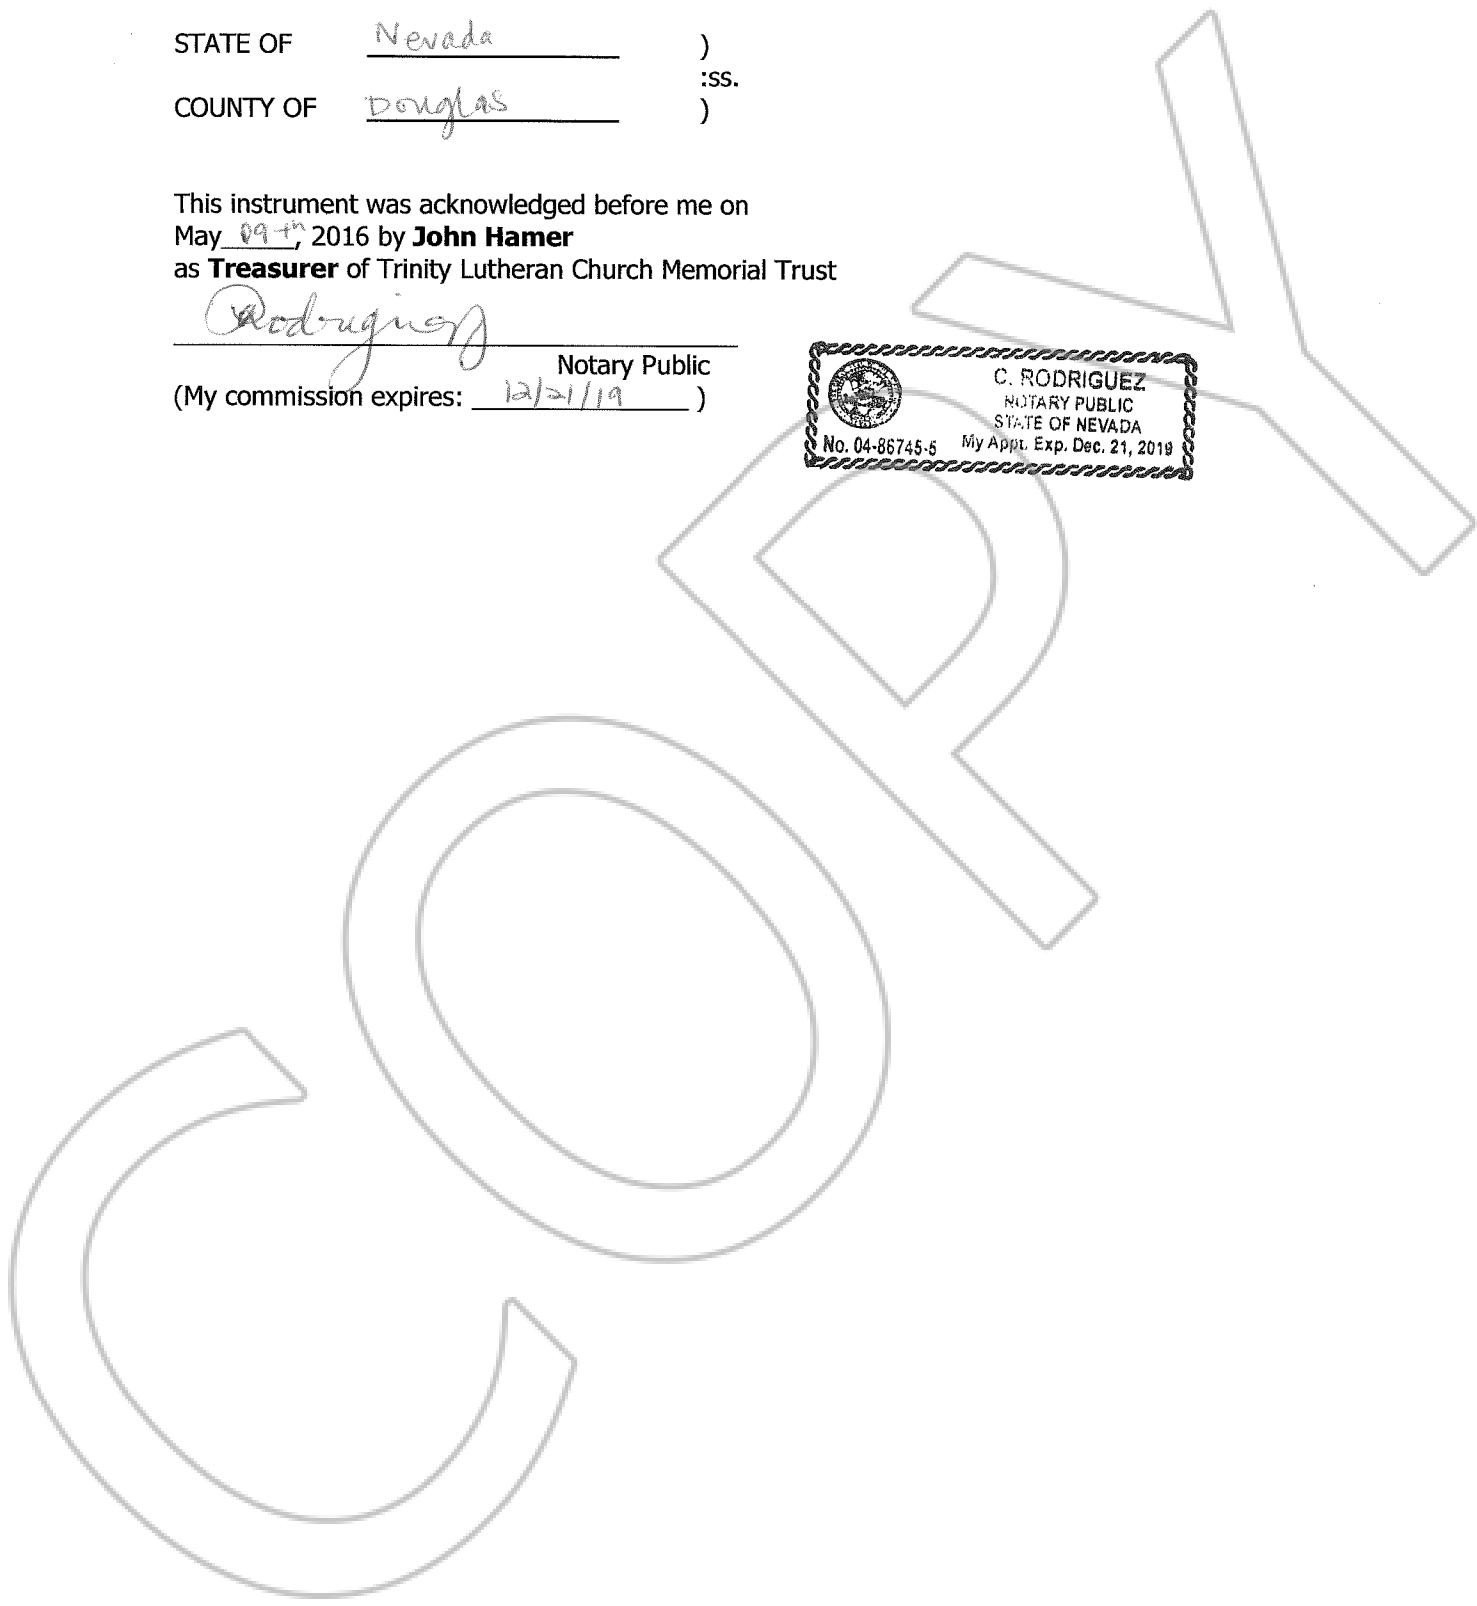 STATE OF Nevada )
:ss.
COUNTY OF Douglas )
This instrument was acknowledged before me on
May 09th, 2016 by John Hamer
as Treasurer of Trinity Lutheran Church Memorial Trust
CRodriguez
Notary Public
(My commission expires: 12/21/19 )
C. RODRIGUEZ
NOTARY PUBLIC
STATE OF NEVADA
No. 04-86745-5 My Appt. Exp. Dec. 21, 2019
COPY